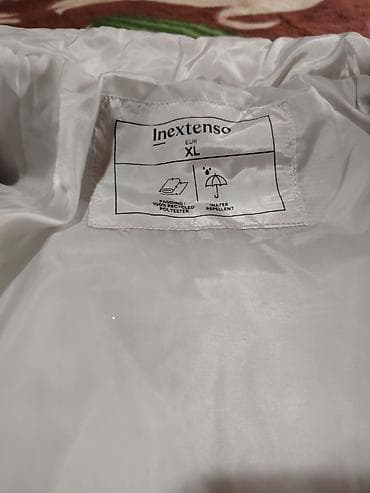 Inextenso
EUR
XL
PADDING:
100% RECYCLED
POLYESTER
WATER
REPELLENT